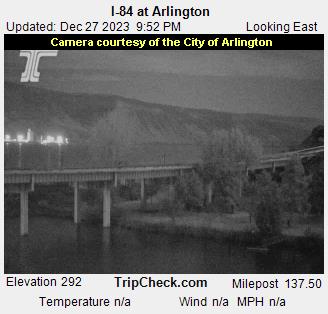 I-84 at Arlington
Updated: Dec 27 2023 9:52 PM Looking East
Camera courtesy of the City of Arlington
Elevation 292 TripCheck.com Milepost 137.50
Temperature n/a Wind n/a MPH n/a